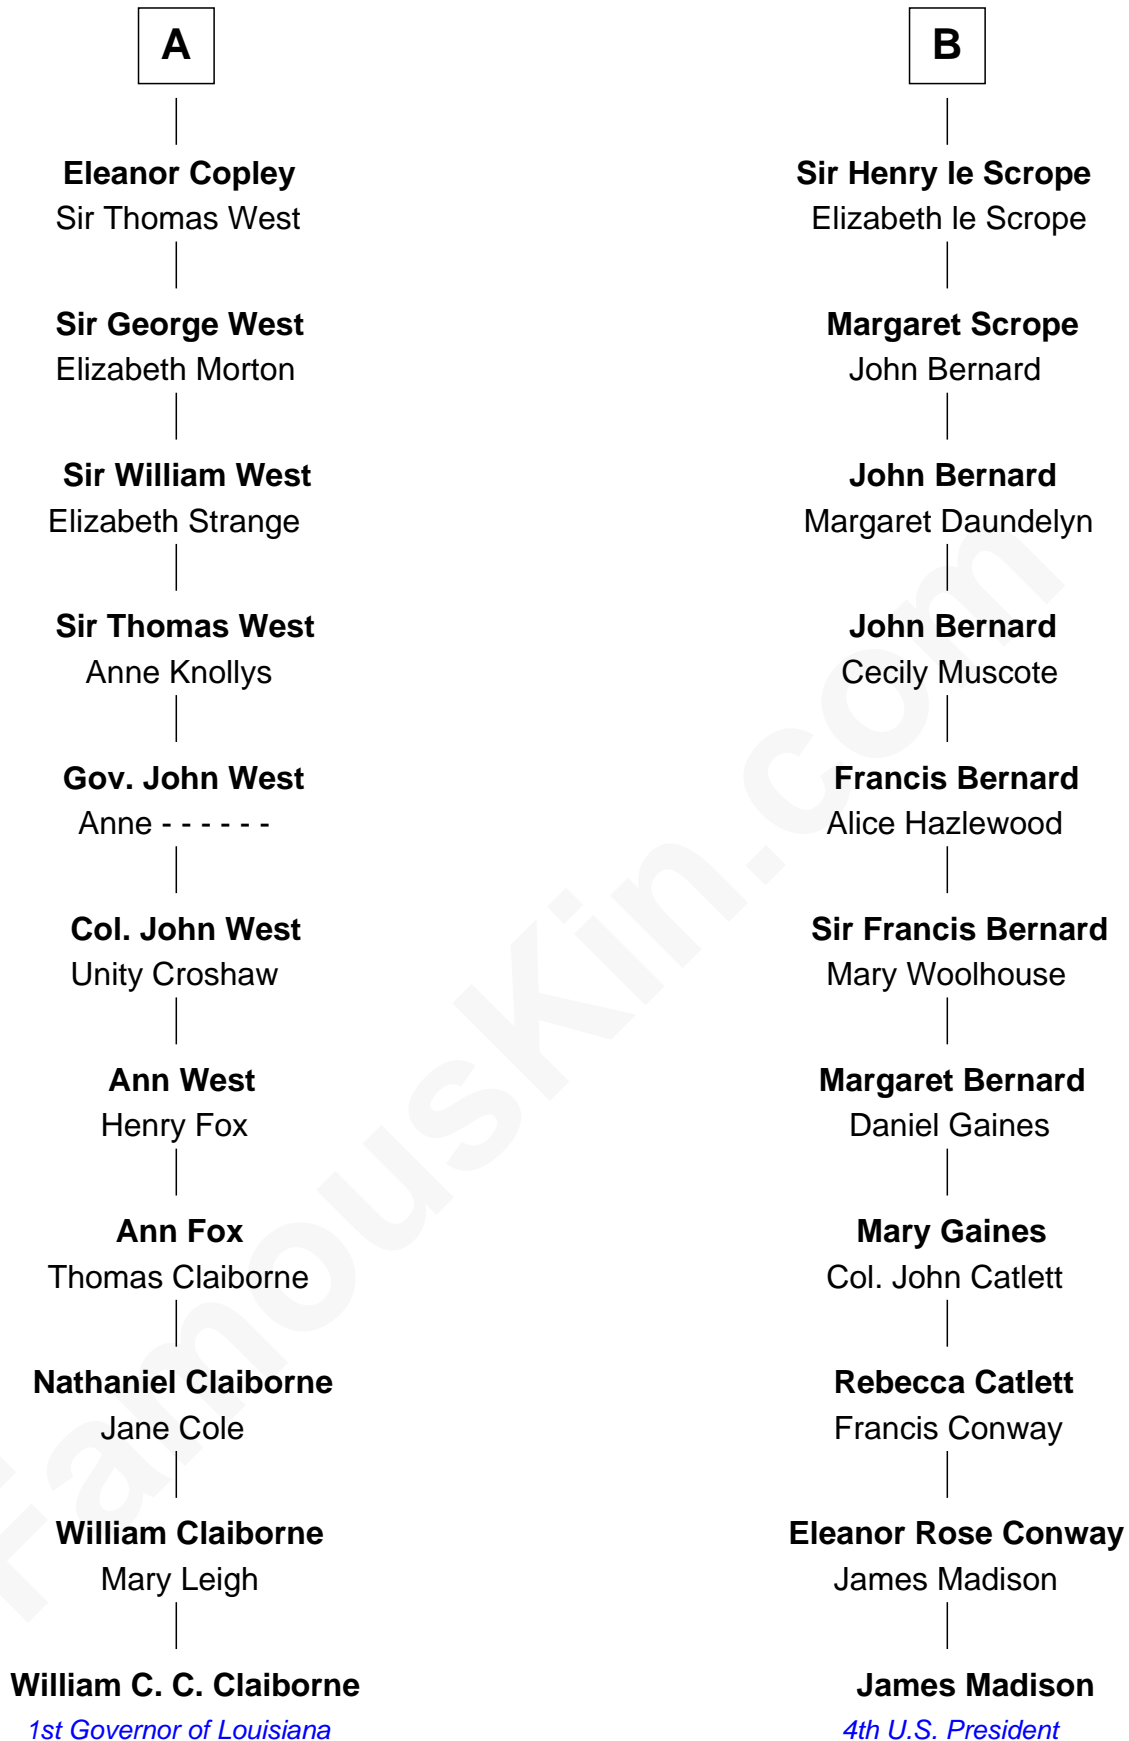 A
Eleanor Copley
Sir Thomas West
Sir George West
Elizabeth Morton
Sir William West
Elizabeth Strange
Sir Thomas West
Anne Knollys
Gov. John West
Anne - - - - - -
Col. John West
Unity Croshaw
Ann West
Henry Fox
Ann Fox
Thomas Claiborne
Nathaniel Claiborne
Jane Cole
William Claiborne
Mary Leigh
William C. C. Claiborne
1st Governor of Louisiana
B
Sir Henry le Scrope
Elizabeth le Scrope
Margaret Scrope
John Bernard
John Bernard
Margaret Daundelyn
John Bernard
Cecily Muscote
Francis Bernard
Alice Hazlewood
Sir Francis Bernard
Mary Woolhouse
Margaret Bernard
Daniel Gaines
Mary Gaines
Col. John Catlett
Rebecca Catlett
Francis Conway
Eleanor Rose Conway
James Madison
James Madison
4th U.S. President
FamousKin.com